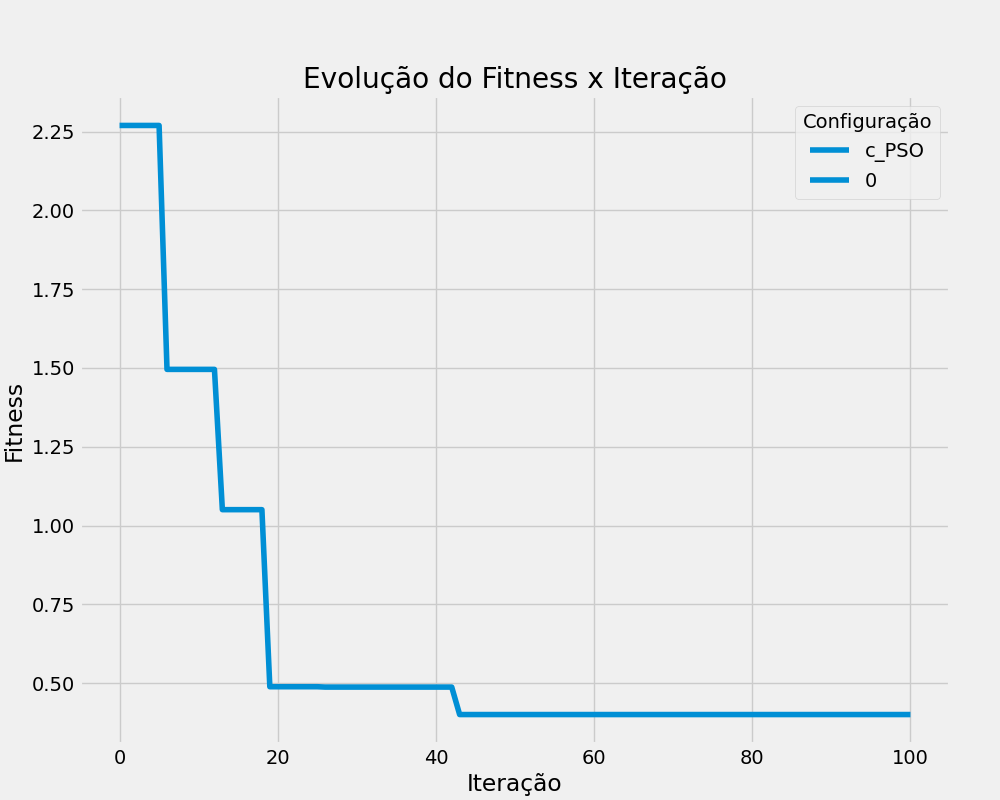 Evolução do Fitness x Iteração
Configuração
c_PSO
0
Fitness
2.25
2.00
1.75
1.50
1.25
1.00
0.75
0.50
0 20 40 60 80 100
Iteração